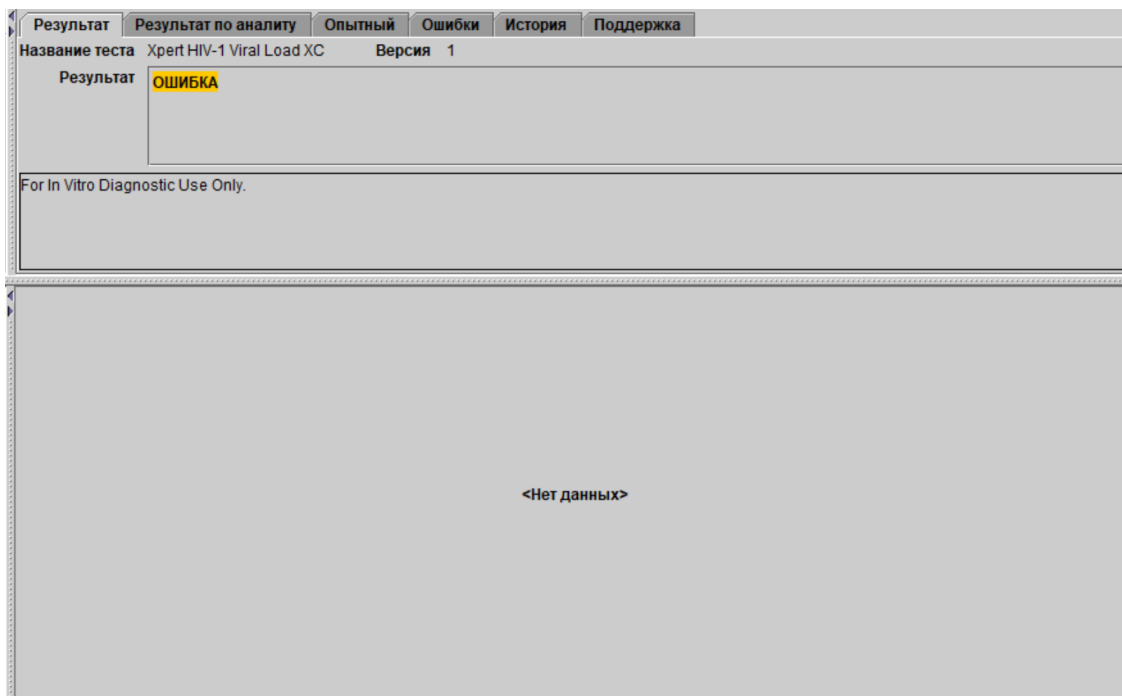 Результат Результат по аналиту Опытный Ошибки История Поддержка
Название теста Xpert HIV-1 Viral Load XC Версия 1
Результат ОШИБКА
For In Vitro Diagnostic Use Only.
<Нет данных>